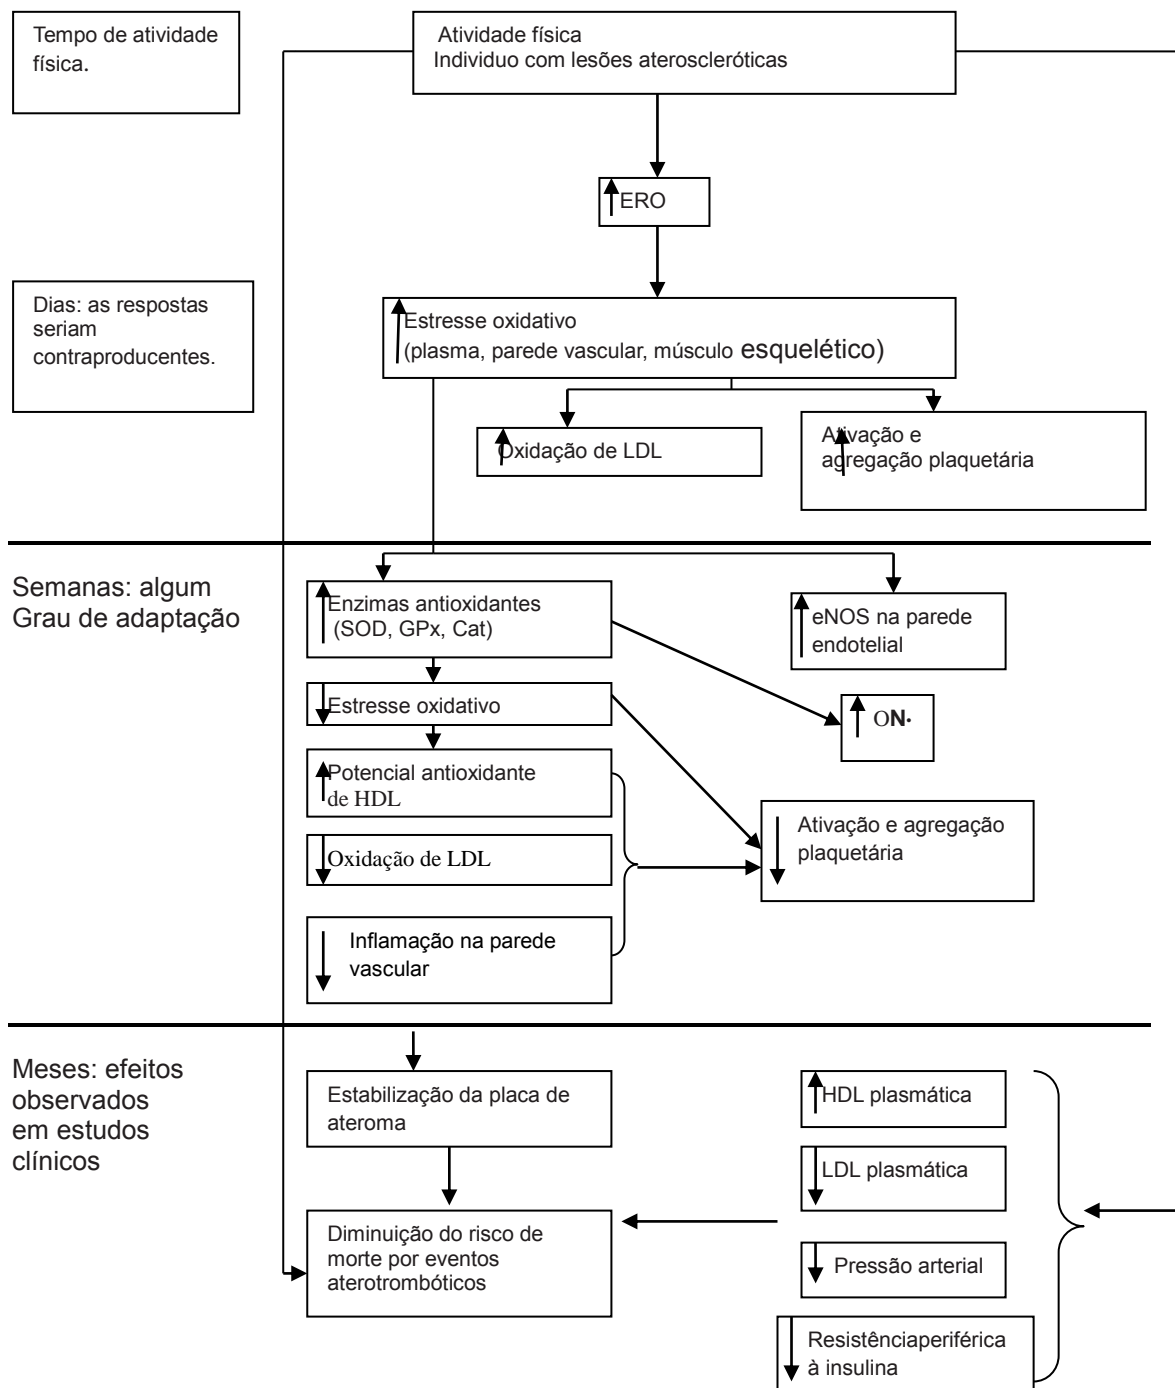 Tempo de atividade
física.
Atividade física
Individuo com lesões ateroscleróticas
ERO
Dias: as respostas
seriam
contraproducentes.
Estresse oxidativo
(plasma, parede vascular, músculo esquelético)
Oxidação de LDL
Ativação e
agregação plaquetária
Semanas: algum
Grau de adaptação
Enzimas antioxidantes
(SOD, GPx, Cat)
eNOS na parede
endotelial
Estresse oxidativo
ON·
Potencial antioxidante
de HDL
Ativação e agregação
plaquetária
Oxidação de LDL
Inflamação na parede
vascular
Meses: efeitos
observados
em estudos
clínicos
Estabilização da placa de
ateroma
HDL plasmática
LDL plasmática
Diminuição do risco de
morte por eventos
aterotrombóticos
Pressão arterial
Resistênciaperiférica
à insulina